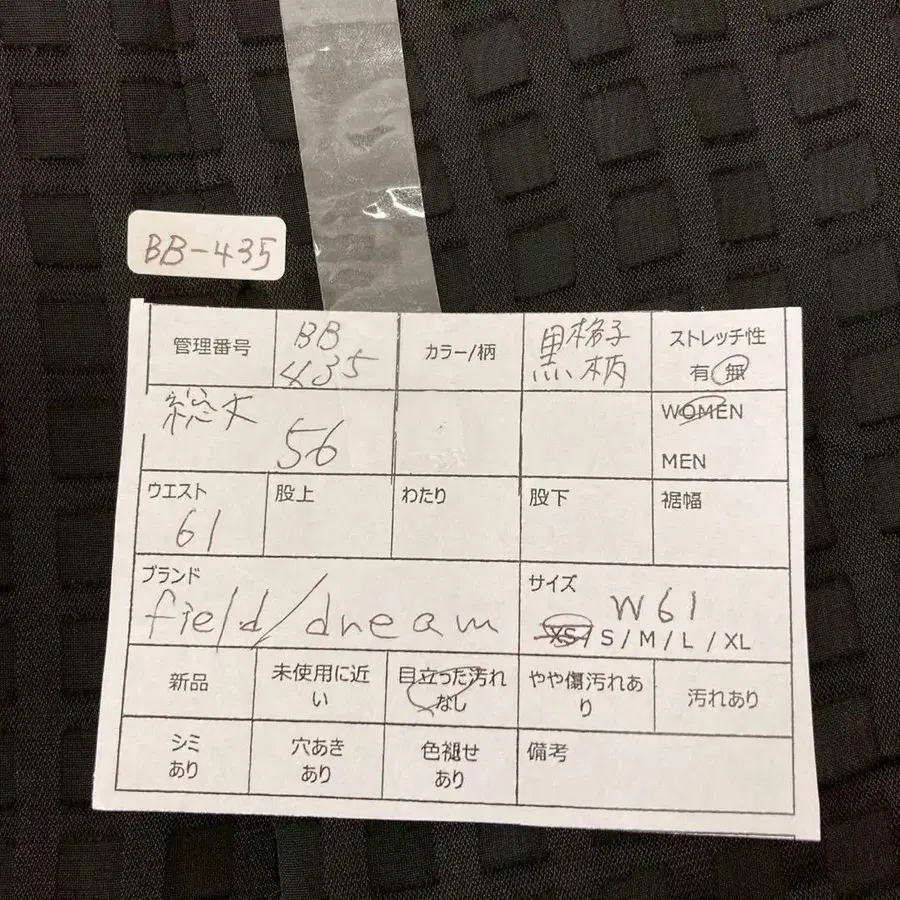 BB-435
管理番号 BB 435 カラー/柄 黒格子柄 ストレッチ性 有 無
総丈 56 WOMEN MEN
ウエスト 61 股上 わたり 股下 裾幅
ブランド field/dream サイズ W61 XS / S / M / L / XL
新品 未使用に近い 目立った汚れなし やや傷汚れあり 汚れあり
シミあり 穴あきあり 色褪せあり 備考